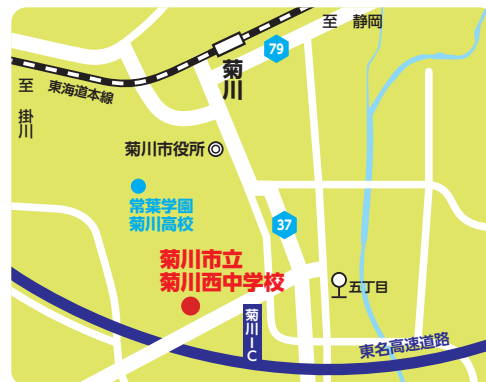 至 静岡
79
菊川
東海道本線
至 掛川
菊川市役所
常葉学園
菊川高校
37
菊川市立
菊川西中学校
五丁目
菊川IC
東名高速道路